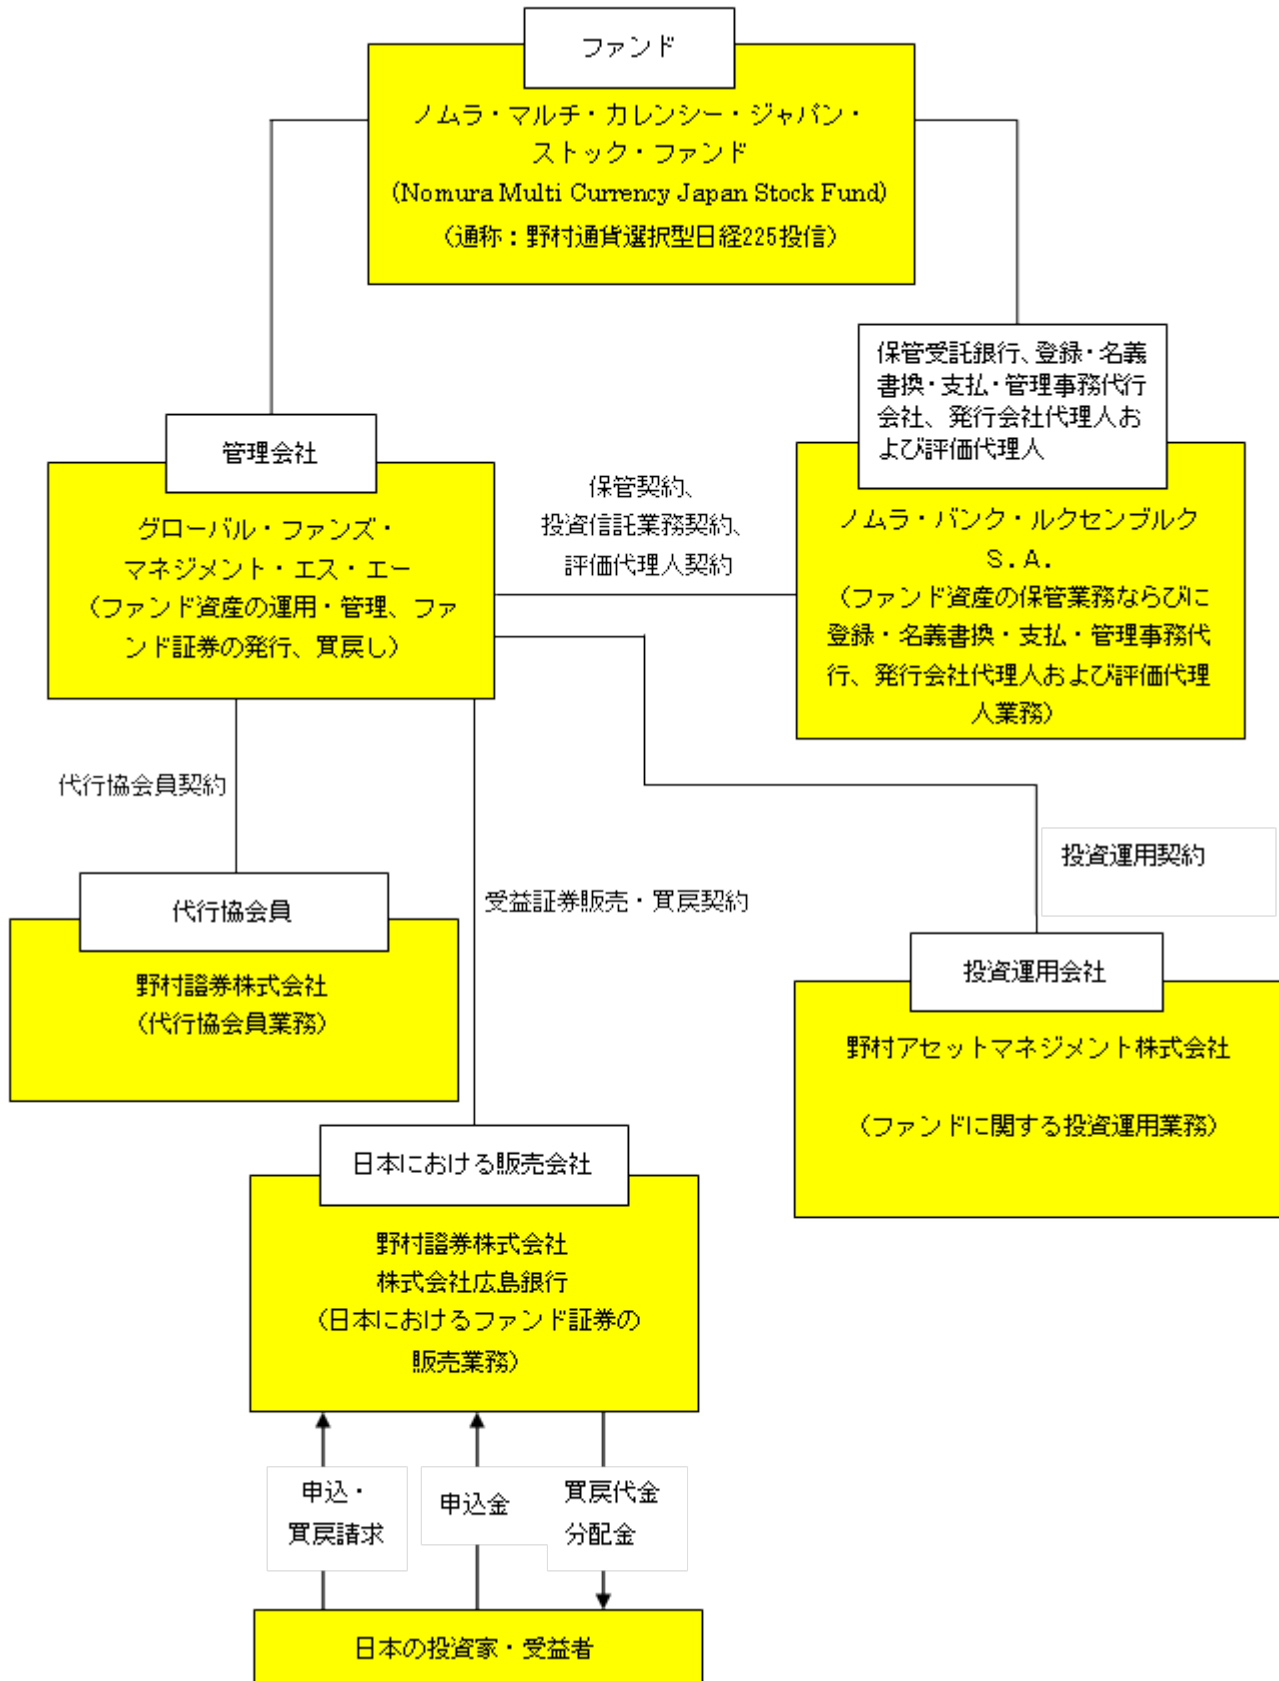 ファンド
ノムラ・マルチ・カレンシー・ジャパン・
ストック・ファンド
(Nomura Multi Currency Japan Stock Fund)
（通称：野村通貨選択型日経225投信）
保管受託銀行、登録・名義
書換・支払・管理事務代行
会社、発行会社代理人お
よび評価代理人
管理会社
グローバル・ファンズ・
マネジメント・エス・エー
（ファンド資産の運用・管理、ファ
ンド証券の発行、買戻し）
保管契約、
投資信託業務契約、
評価代理人契約
ノムラ・バンク・ルクセンブルク
Ｓ．Ａ．
（ファンド資産の保管業務ならびに
登録・名義書換・支払・管理事務代
行、発行会社代理人および評価代理
人業務）
代行協会員契約
受益証券販売・買戻契約
投資運用契約
代行協会員
野村證券株式会社
（代行協会員業務）
投資運用会社
野村アセットマネジメント株式会社
（ファンドに関する投資運用業務）
日本における販売会社
野村證券株式会社
株式会社広島銀行
（日本におけるファンド証券の
販売業務）
申込・
買戻請求
申込金
買戻代金
分配金
日本の投資家・受益者